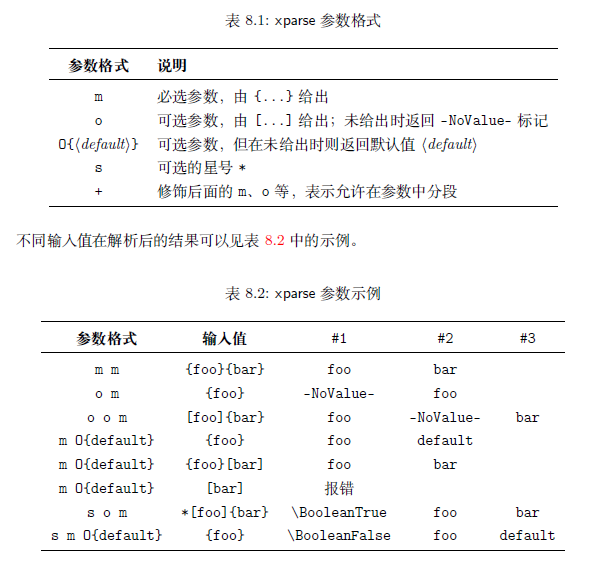 表 8.1: xparse 参数格式
参数格式 说明
m 必选参数，由 {...} 给出
o 可选参数，由 [...] 给出；未给出时返回 -NoValue- 标记
O{⟨default⟩} 可选参数，但在未给出时则返回默认值 ⟨default⟩
s 可选的星号 *
+ 修饰后面的 m、o 等，表示允许在参数中分段
不同输入值在解析后的结果可以见表 8.2 中的示例。
表 8.2: xparse 参数示例
参数格式 输入值 #1 #2 #3
m m {foo}{bar} foo bar
o m {foo} -NoValue- foo
o o m [foo]{bar} foo -NoValue- bar
m O{default} {foo} foo default
m O{default} {foo}[bar] foo bar
m O{default} [bar] 报错
s o m *[foo]{bar} \BooleanTrue foo bar
s m O{default} {foo} \BooleanFalse foo default